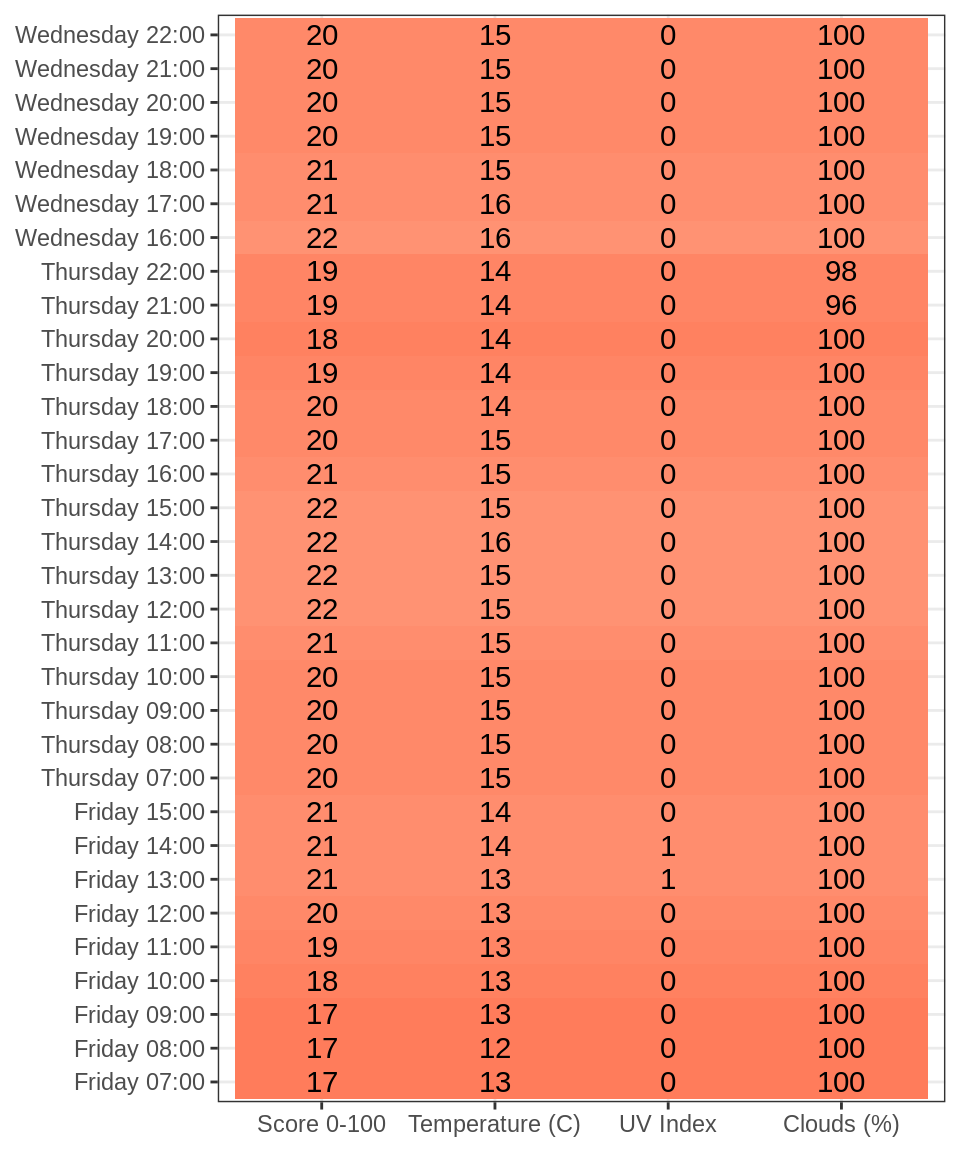 Wednesday 22:00 20 15 0 100
Wednesday 21:00 20 15 0 100
Wednesday 20:00 20 15 0 100
Wednesday 19:00 20 15 0 100
Wednesday 18:00 21 15 0 100
Wednesday 17:00 21 16 0 100
Wednesday 16:00 22 16 0 100
Thursday 22:00 19 14 0 98
Thursday 21:00 19 14 0 96
Thursday 20:00 18 14 0 100
Thursday 19:00 19 14 0 100
Thursday 18:00 20 14 0 100
Thursday 17:00 20 15 0 100
Thursday 16:00 21 15 0 100
Thursday 15:00 22 15 0 100
Thursday 14:00 22 16 0 100
Thursday 13:00 22 15 0 100
Thursday 12:00 22 15 0 100
Thursday 11:00 21 15 0 100
Thursday 10:00 20 15 0 100
Thursday 09:00 20 15 0 100
Thursday 08:00 20 15 0 100
Thursday 07:00 20 15 0 100
Friday 15:00 21 14 0 100
Friday 14:00 21 14 1 100
Friday 13:00 21 13 1 100
Friday 12:00 20 13 0 100
Friday 11:00 19 13 0 100
Friday 10:00 18 13 0 100
Friday 09:00 17 13 0 100
Friday 08:00 17 12 0 100
Friday 07:00 17 13 0 100
Score 0-100 Temperature (C) UV Index Clouds (%)